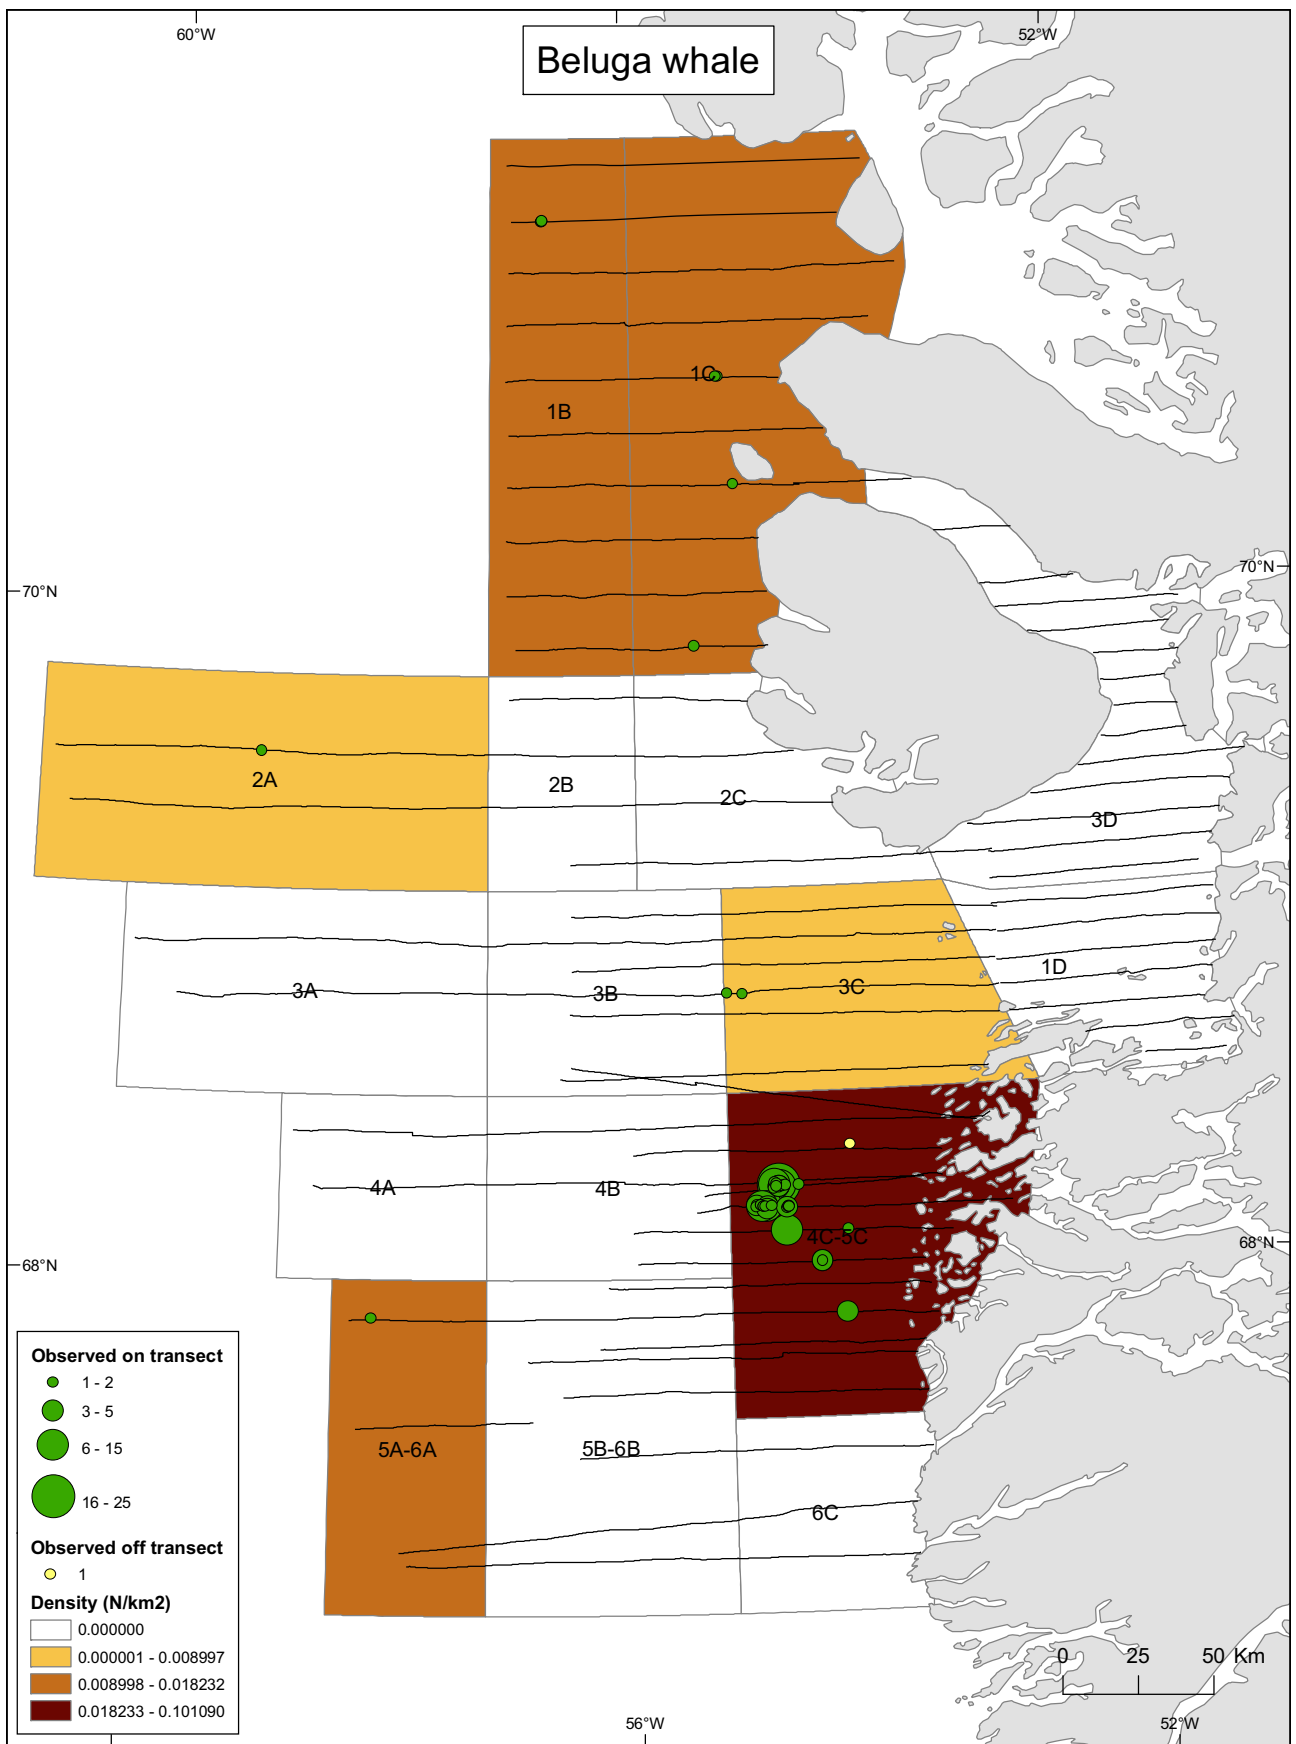 60°W
52°W
Beluga whale
1C
1B
70°N
70°N
2A
2B
2C
3D
3A
3B
3C
1D
4A
4B
4C-5C
68°N
68°N
5A-6A
5B-6B
6C
Observed on transect
1 - 2
3 - 5
6 - 15
16 - 25
Observed off transect
1
Density (N/km2)
0.000000
0.000001 - 0.008997
0.008998 - 0.018232
0.018233 - 0.101090
0 25 50 Km
56°W
52°W